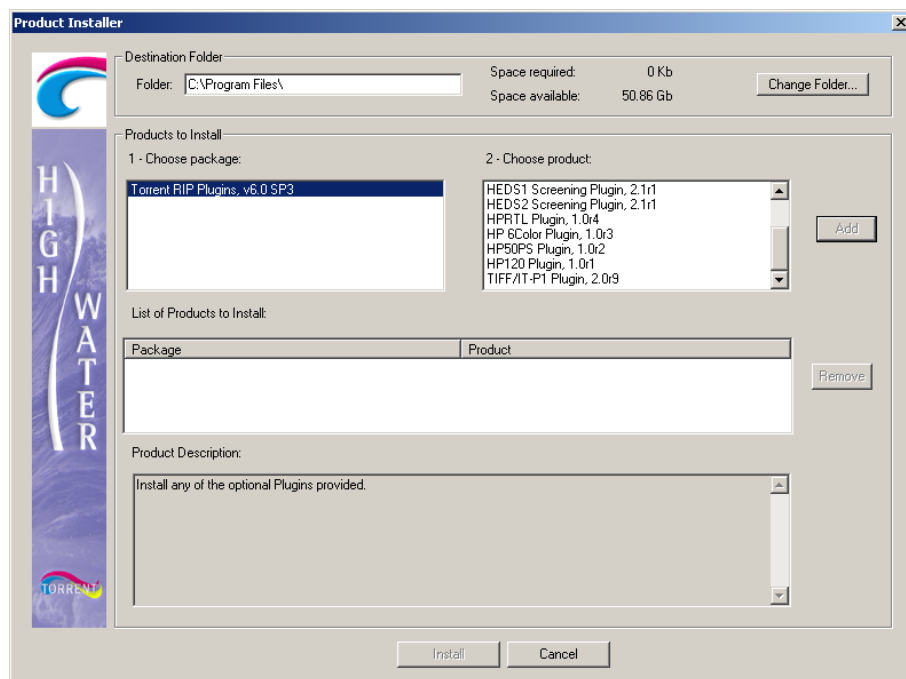 Product Installer
Destination Folder
Folder: C:\Program Files\
Space required: 0 Kb
Space available: 50.86 Gb
Change Folder...
Products to Install
1 - Choose package:
2 - Choose product:
Torrent RIP Plugins, v6.0 SP3
HEDS1 Screening Plugin, 2.1r1
HEDS2 Screening Plugin, 2.1r1
HPRTL Plugin, 1.0r4
HP 6Color Plugin, 1.0r3
HP50PS Plugin, 1.0r2
HP120 Plugin, 1.0r1
TIFF/IT-P1 Plugin, 2.0r9
Add
List of Products to Install:
Package Product
Remove
Product Description:
Install any of the optional Plugins provided.
Install
Cancel
HIGH
WATER
TORRENT